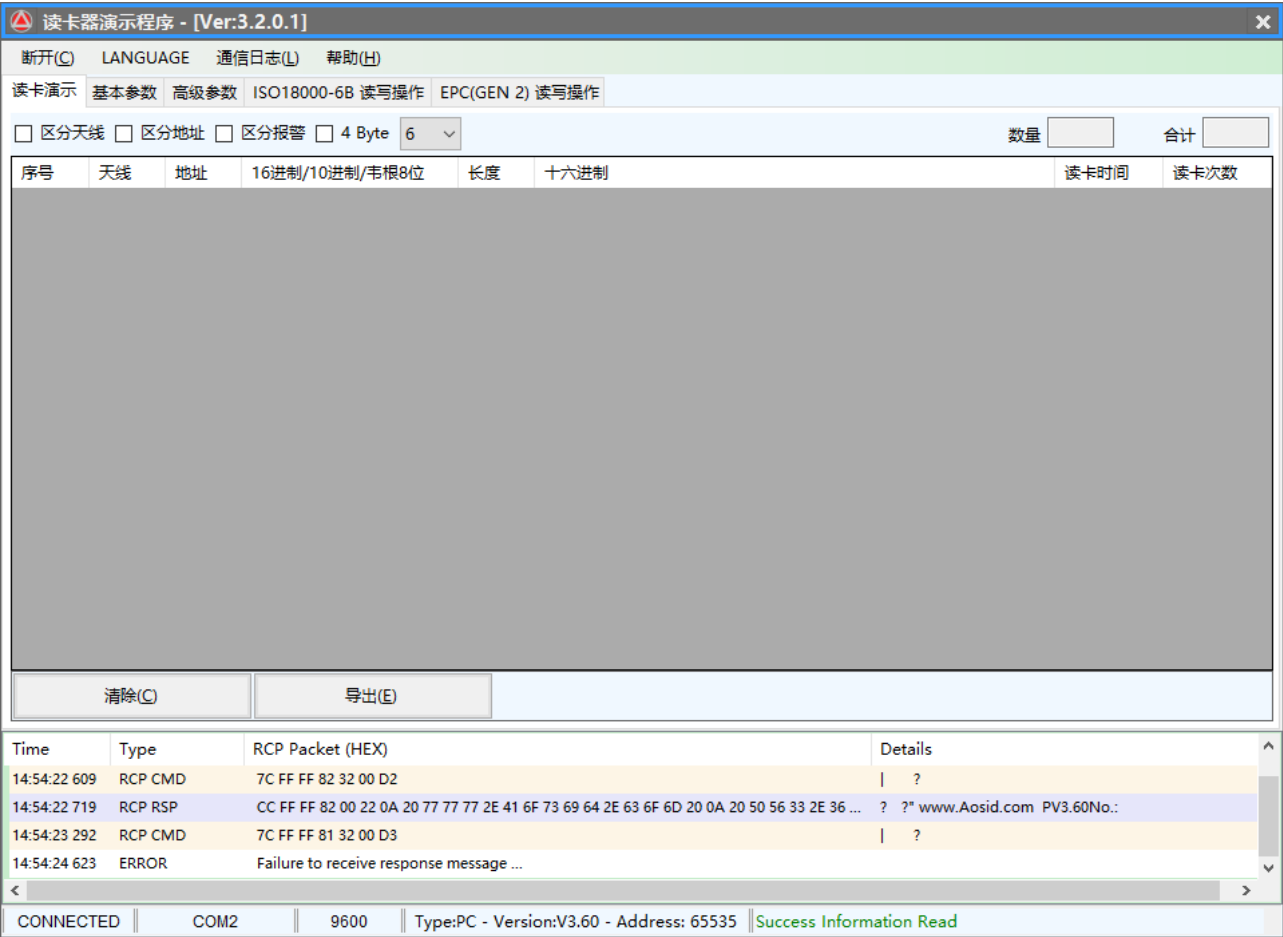 读卡器演示程序 - [Ver:3.2.0.1]
断开(C) LANGUAGE 通信日志(L) 帮助(H)
读卡演示 基本参数 高级参数 ISO18000-6B 读写操作 EPC(GEN 2) 读写操作
区分天线 区分地址 区分报警 4 Byte 6 数量 合计
序号 天线 地址 16进制/10进制/韦根8位 长度 十六进制 读卡时间 读卡次数
清除(C) 导出(E)
Time Type RCP Packet (HEX) Details
14:54:22 609 RCP CMD 7C FF FF 82 32 00 D2 | ?
14:54:22 719 RCP RSP CC FF FF 82 00 22 0A 20 77 77 77 2E 41 6F 73 69 64 2E 63 6F 6D 20 0A 20 50 56 33 2E 36 ... ? ?" www.Aosid.com PV3.60No.:
14:54:23 292 RCP CMD 7C FF FF 81 32 00 D3 | ?
14:54:24 623 ERROR Failure to receive response message ...
CONNECTED COM2 9600 Type:PC - Version:V3.60 - Address: 65535 Success Information Read